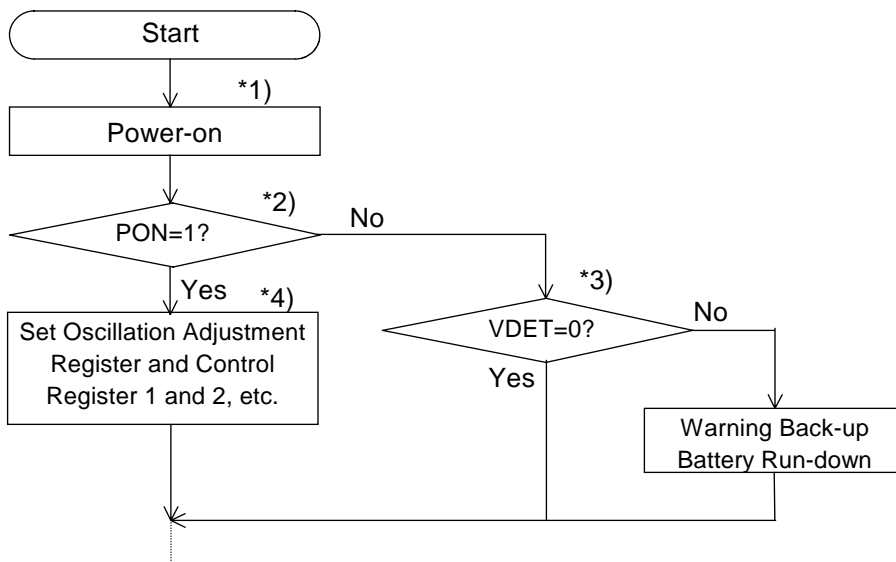 Start
*1)
Power-on
*2)
PON=1?
No
Yes
*3)
*4)
VDET=0?
No
Yes
Set Oscillation Adjustment
Register and Control
Register 1 and 2, etc.
Warning Back-up
Battery Run-down